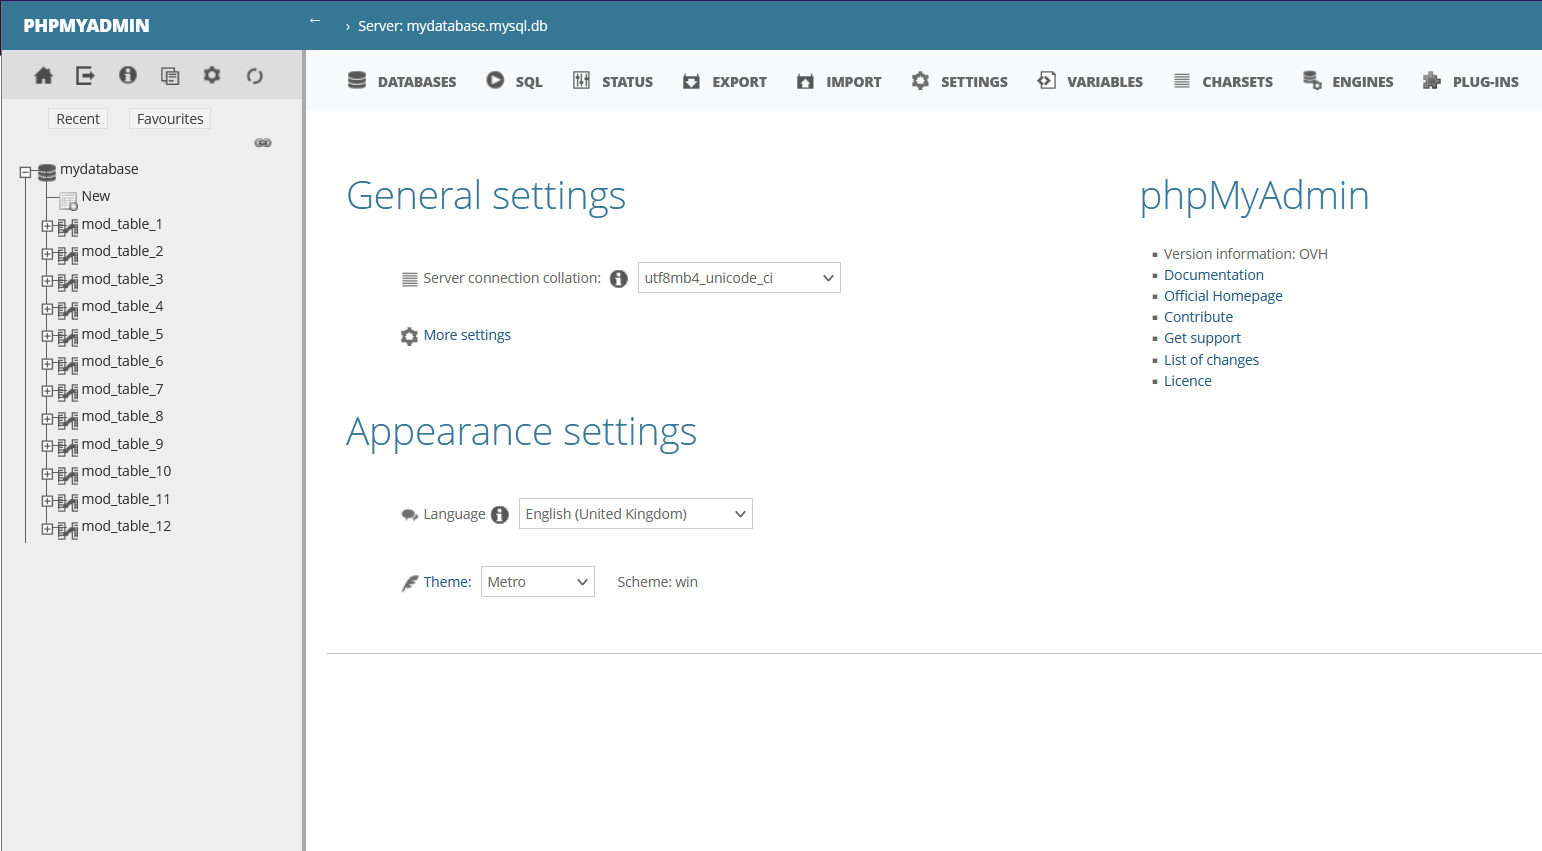 PHPMYADMIN
← › Server: mydatabase.mysql.db
DATABASES SQL STATUS EXPORT IMPORT SETTINGS VARIABLES CHARSETS ENGINES PLUG-INS
Recent Favourites
mydatabase
New
mod_table_1
mod_table_2
mod_table_3
mod_table_4
mod_table_5
mod_table_6
mod_table_7
mod_table_8
mod_table_9
mod_table_10
mod_table_11
mod_table_12
General settings
Server connection collation: utf8mb4_unicode_ci
More settings
Appearance settings
Language English (United Kingdom)
Theme: Metro Scheme: win
phpMyAdmin
Version information: OVH
Documentation
Official Homepage
Contribute
Get support
List of changes
Licence